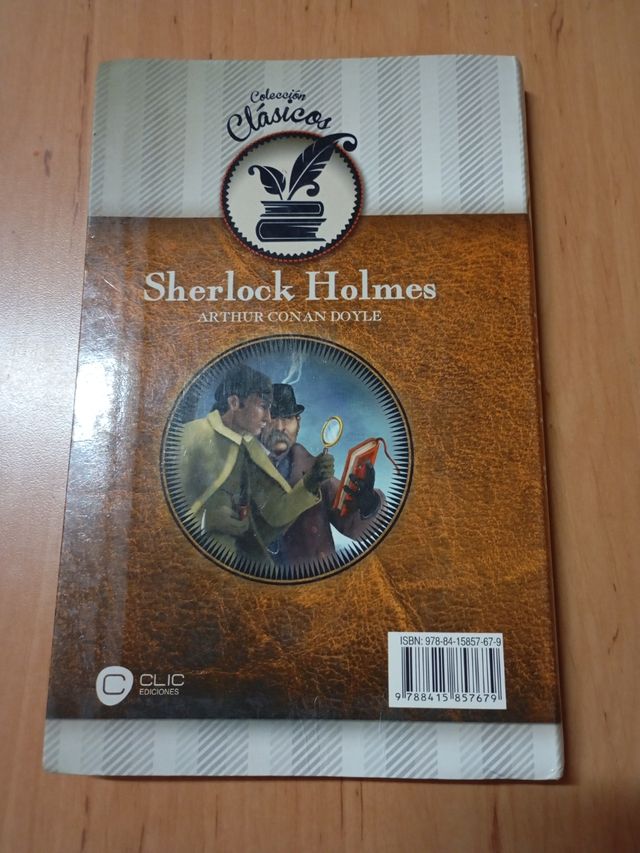 Colección
Clásicos
Sherlock Holmes
ARTHUR CONAN DOYLE
ISBN: 978-84-15857-67-9
9 788415 857679
C CLIC
EDICIONES